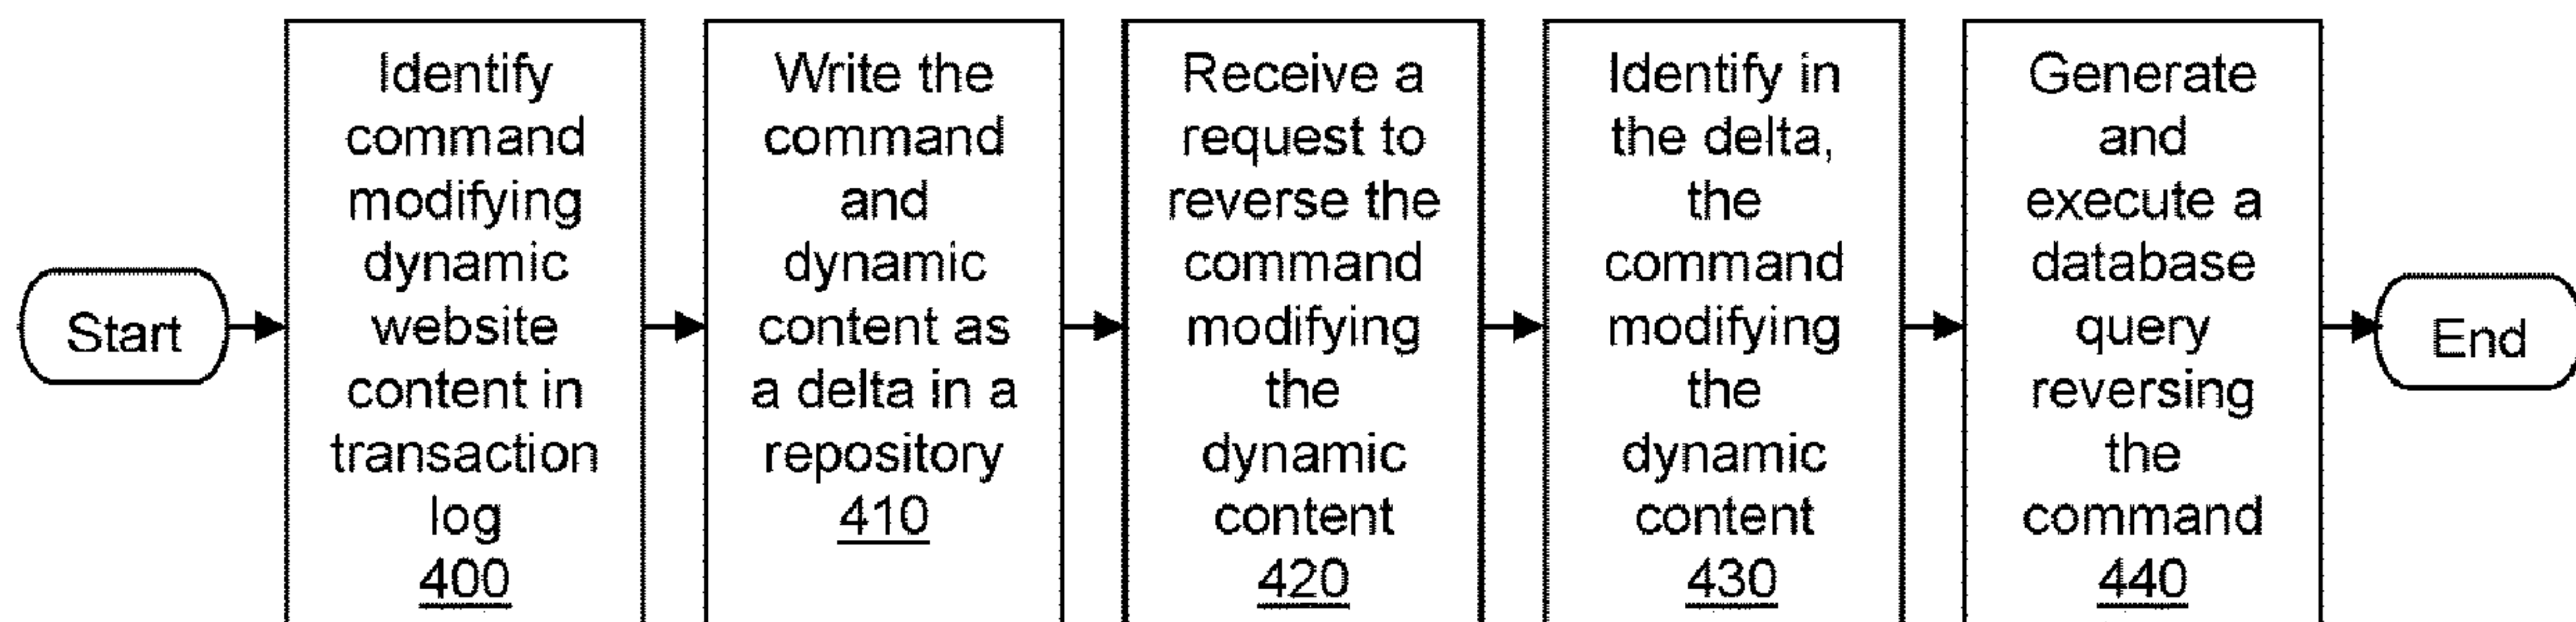 Start
Identify
command
modifying
dynamic
website
content in
transaction
log
400
Write the
command
and
dynamic
content as
a delta in a
repository
410
Receive a
request to
reverse the
command
modifying
the
dynamic
content
420
Identify in
the delta,
the
command
modifying
the
dynamic
content
430
Generate
and
execute a
database
query
reversing
the
command
440
End